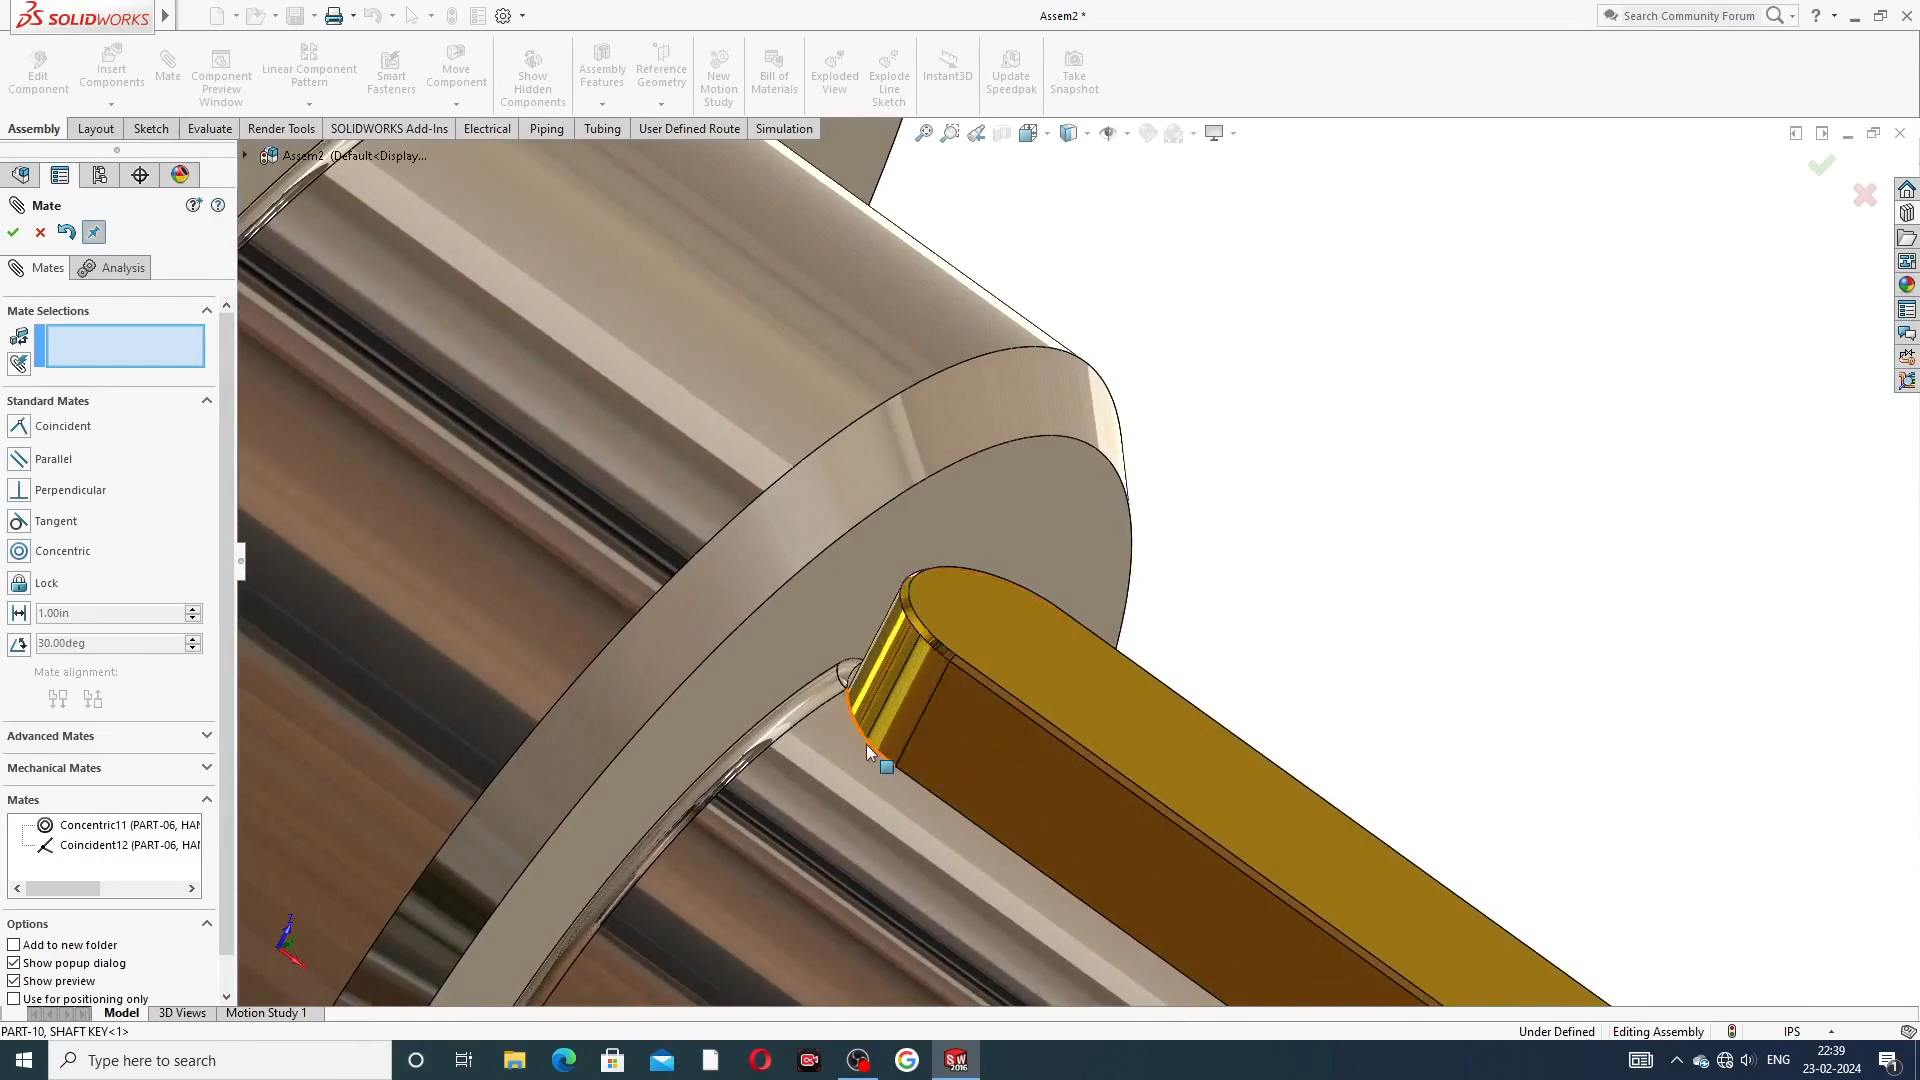 SOLIDWORKS
Assem2 *
Search Community Forum
?
Edit Component
Insert Components
Mate
Component Preview Window
Linear Component Pattern
Smart Fasteners
Move Component
Show Hidden Components
Assembly Features
Reference Geometry
New Motion Study
Bill of Materials
Exploded View
Explode Line Sketch
Instant3D
Update Speedpak
Take Snapshot
Assembly
Layout
Sketch
Evaluate
Render Tools
SOLIDWORKS Add-Ins
Electrical
Piping
Tubing
User Defined Route
Simulation
Assem2 (Default<Display...
Mate
Mates
Analysis
Mate Selections
Standard Mates
Coincident
Parallel
Perpendicular
Tangent
Concentric
Lock
1.00in
30.00deg
Mate alignment:
Advanced Mates
Mechanical Mates
Mates
Concentric11 (PART-06, HAN
Coincident12 (PART-06, HAN
Options
Add to new folder
Show popup dialog
Show preview
Use for positioning only
Z
Model
3D Views
Motion Study 1
PART-10, SHAFT KEY<1>
Under Defined
Editing Assembly
IPS
Type here to search
SW
2016
ENG
22:39
23-02-2024
1